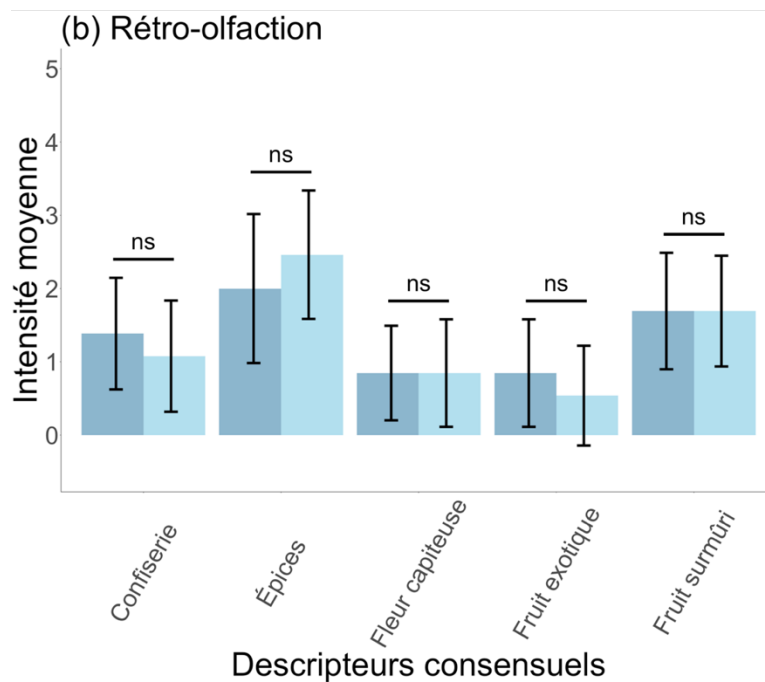 (b) Rétro-olfaction
Intensité moyenne
5
4
3
2
1
0
ns
ns
ns
ns
ns
Confiserie
Épices
Fleur capiteuse
Fruit exotique
Fruit surmûri
Descripteurs consensuels